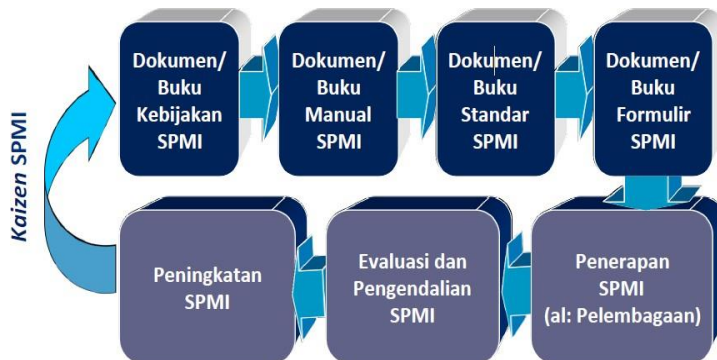 Dokumen/
Buku
Kebijakan
SPMI
Dokumen/
Buku
Manual
SPMI
Dokumen/
Buku
Standar
SPMI
Dokumen/
Buku
Formulir
SPMI
Kaizen SPMI
Peningkatan
SPMI
Evaluasi dan
Pengendalian
SPMI
Penerapan
SPMI
(al: Pelembagaan)